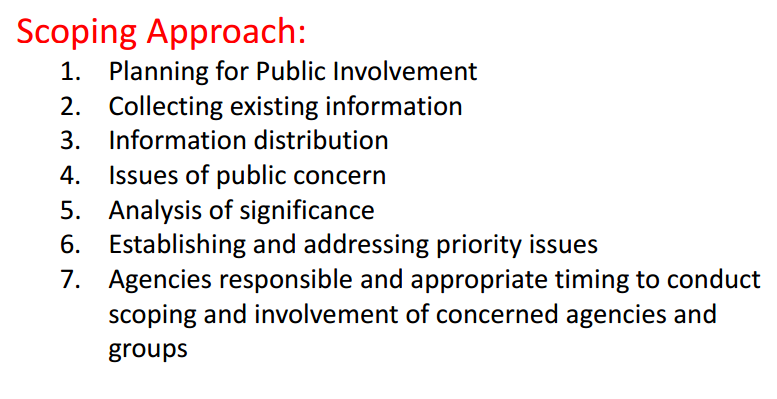 Scoping Approach:
1. Planning for Public Involvement
2. Collecting existing information
3. Information distribution
4. Issues of public concern
5. Analysis of significance
6. Establishing and addressing priority issues
7. Agencies responsible and appropriate timing to conduct
scoping and involvement of concerned agencies and
groups